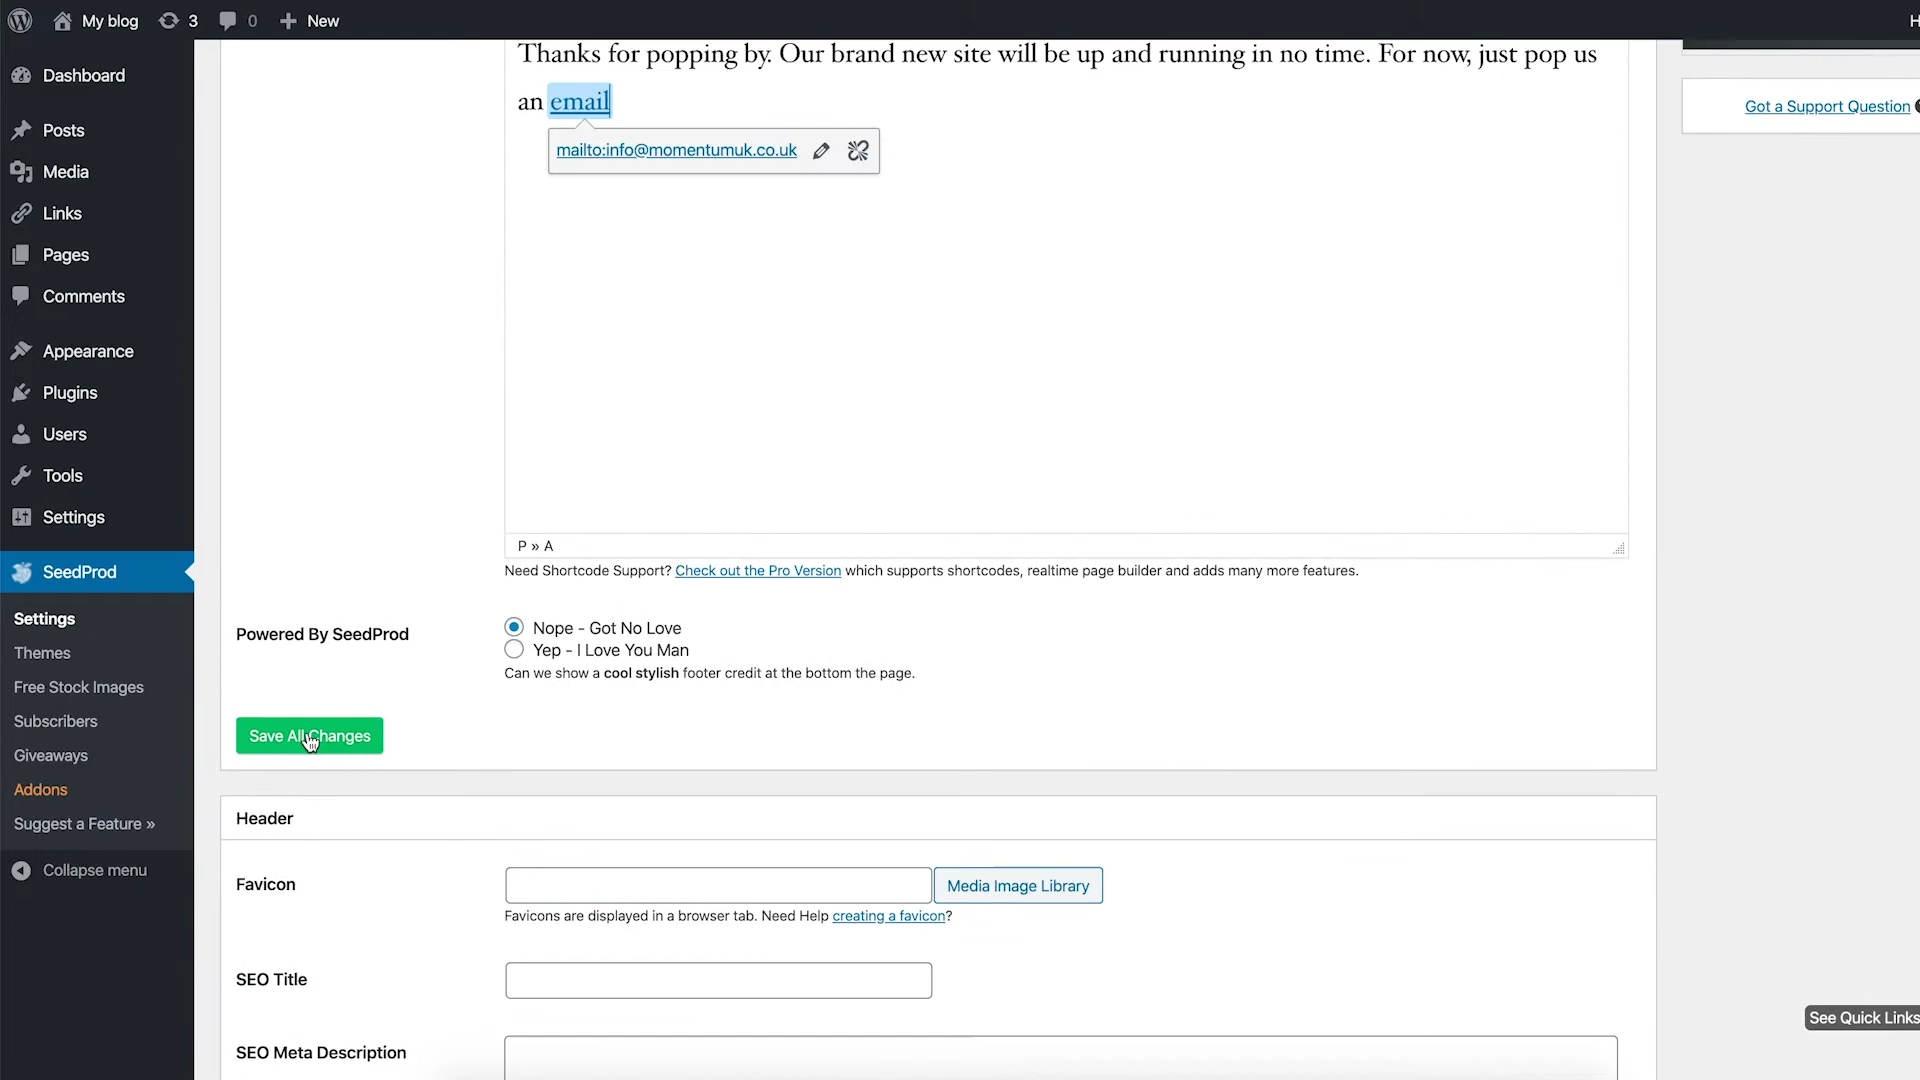 My blog
3
0
New
H
Dashboard
Posts
Media
Links
Pages
Comments
Appearance
Plugins
Users
Tools
Settings
SeedProd
Settings
Themes
Free Stock Images
Subscribers
Giveaways
Addons
Suggest a Feature »
Collapse menu
Thanks for popping by. Our brand new site will be up and running in no time. For now, just pop us
an email
mailto:info@momentumuk.co.uk
P » A
Need Shortcode Support? Check out the Pro Version which supports shortcodes, realtime page builder and adds many more features.
Powered By SeedProd
Nope - Got No Love
Yep - I Love You Man
Can we show a cool stylish footer credit at the bottom the page.
Save All Changes
Header
Favicon
Media Image Library
Favicons are displayed in a browser tab. Need Help creating a favicon?
SEO Title
SEO Meta Description
Got a Support Question
See Quick Links